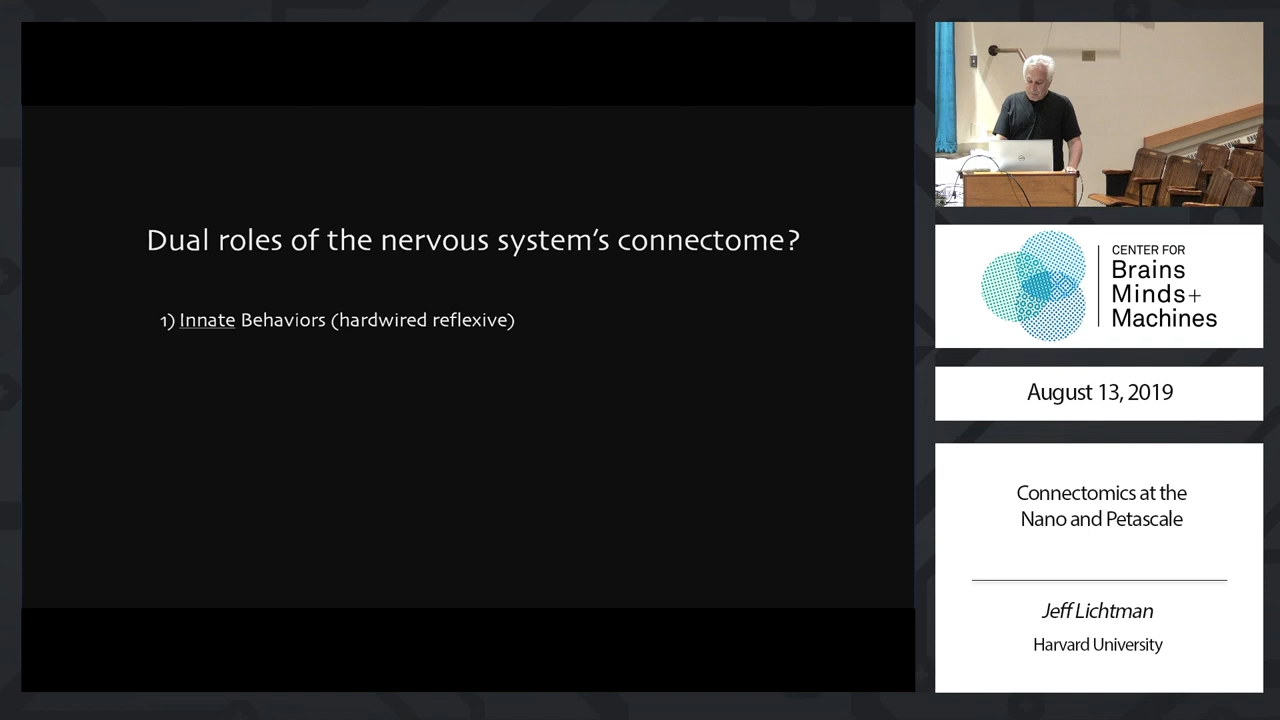 Dual roles of the nervous system's connectome?
1) Innate Behaviors (hardwired reflexive)
CENTER FOR
Brains
Minds+
Machines
August 13, 2019
Connectomics at the
Nano and Petascale
Jeff Lichtman
Harvard University